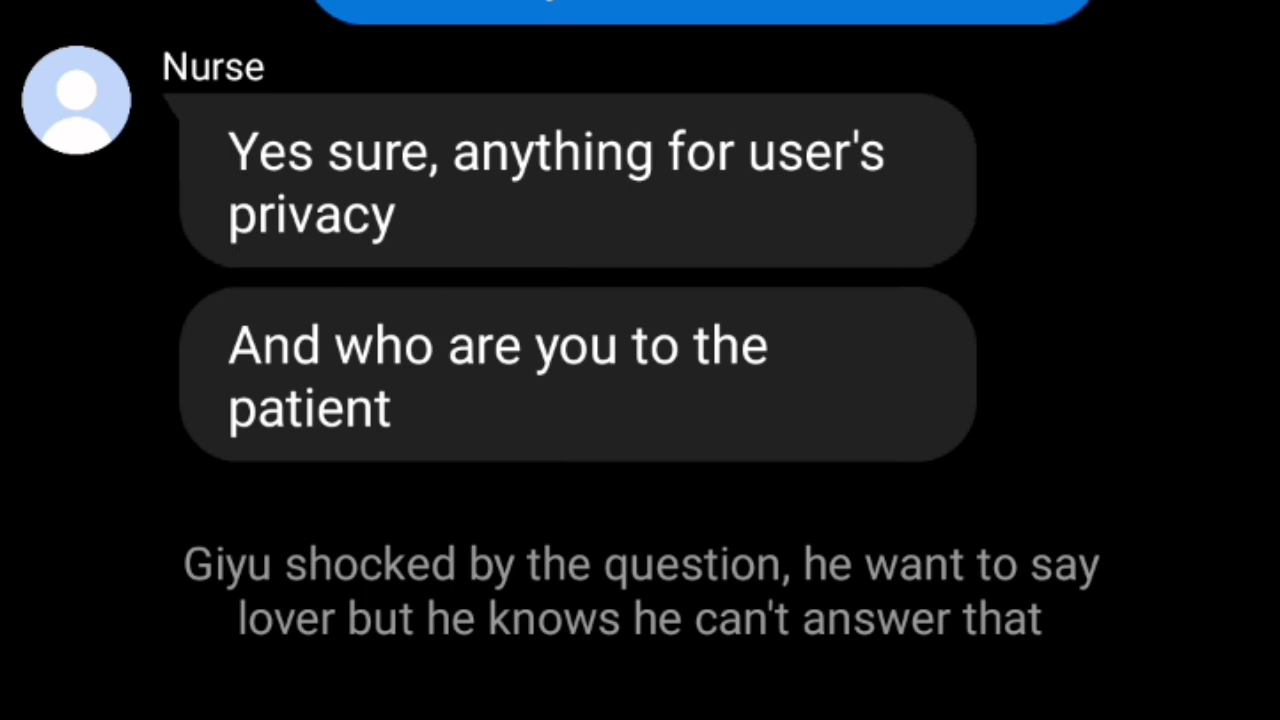 Nurse
Yes sure, anything for user's
privacy
And who are you to the
patient
Giyu shocked by the question, he want to say
lover but he knows he can't answer that